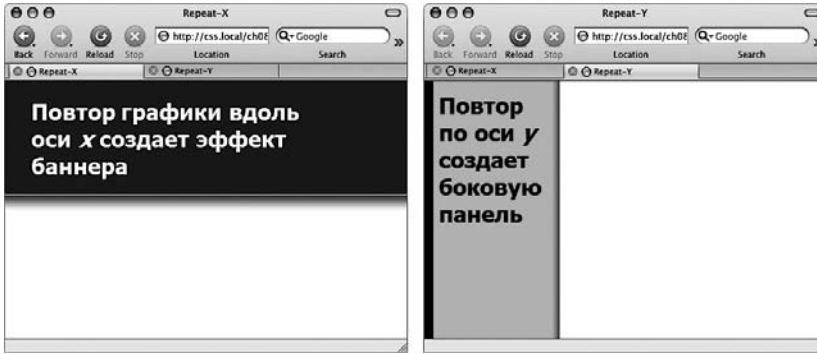 Repeat-X
http://css.local/ch08
Google
Back Forward Reload Stop Location Search
Repeat-X Repeat-Y
Повтор графики вдоль
оси x создает эффект
баннера
Repeat-Y
http://css.local/ch08
Google
Back Forward Reload Stop Location Search
Repeat-X Repeat-Y
Повтор
по оси y
создает
боковую
панель